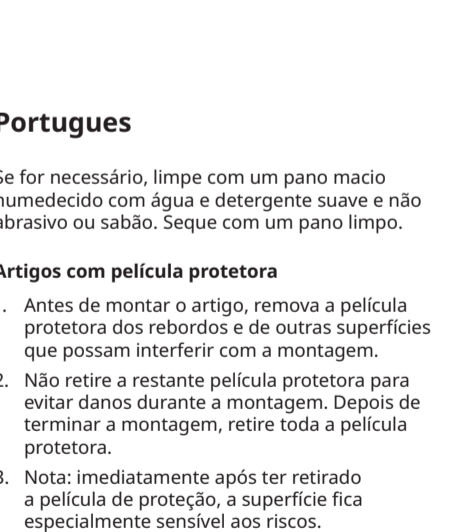 Portugues
Se for necessário, limpe com um pano macio
humedecido com água e detergente suave e não
abrasivo ou sabão. Seque com um pano limpo.
Artigos com película protetora
1. Antes de montar o artigo, remova a película
protetora dos rebordos e de outras superfícies
que possam interferir com a montagem.
2. Não retire a restante película protetora para
evitar danos durante a montagem. Depois de
terminar a montagem, retire toda a película
protetora.
3. Nota: imediatamente após ter retirado
a película de proteção, a superfície fica
especialmente sensível aos riscos.